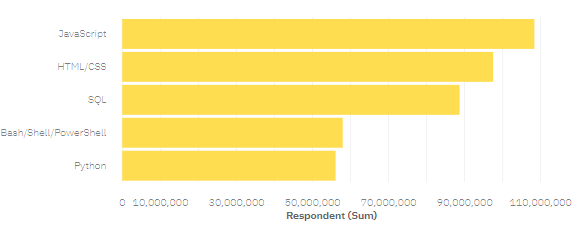 JavaScript
HTML/CSS
SQL
Bash/Shell/PowerShell
Python
0 10,000,000 30,000,000 50,000,000 70,000,000 90,000,000 110,000,000
Respondent (Sum)